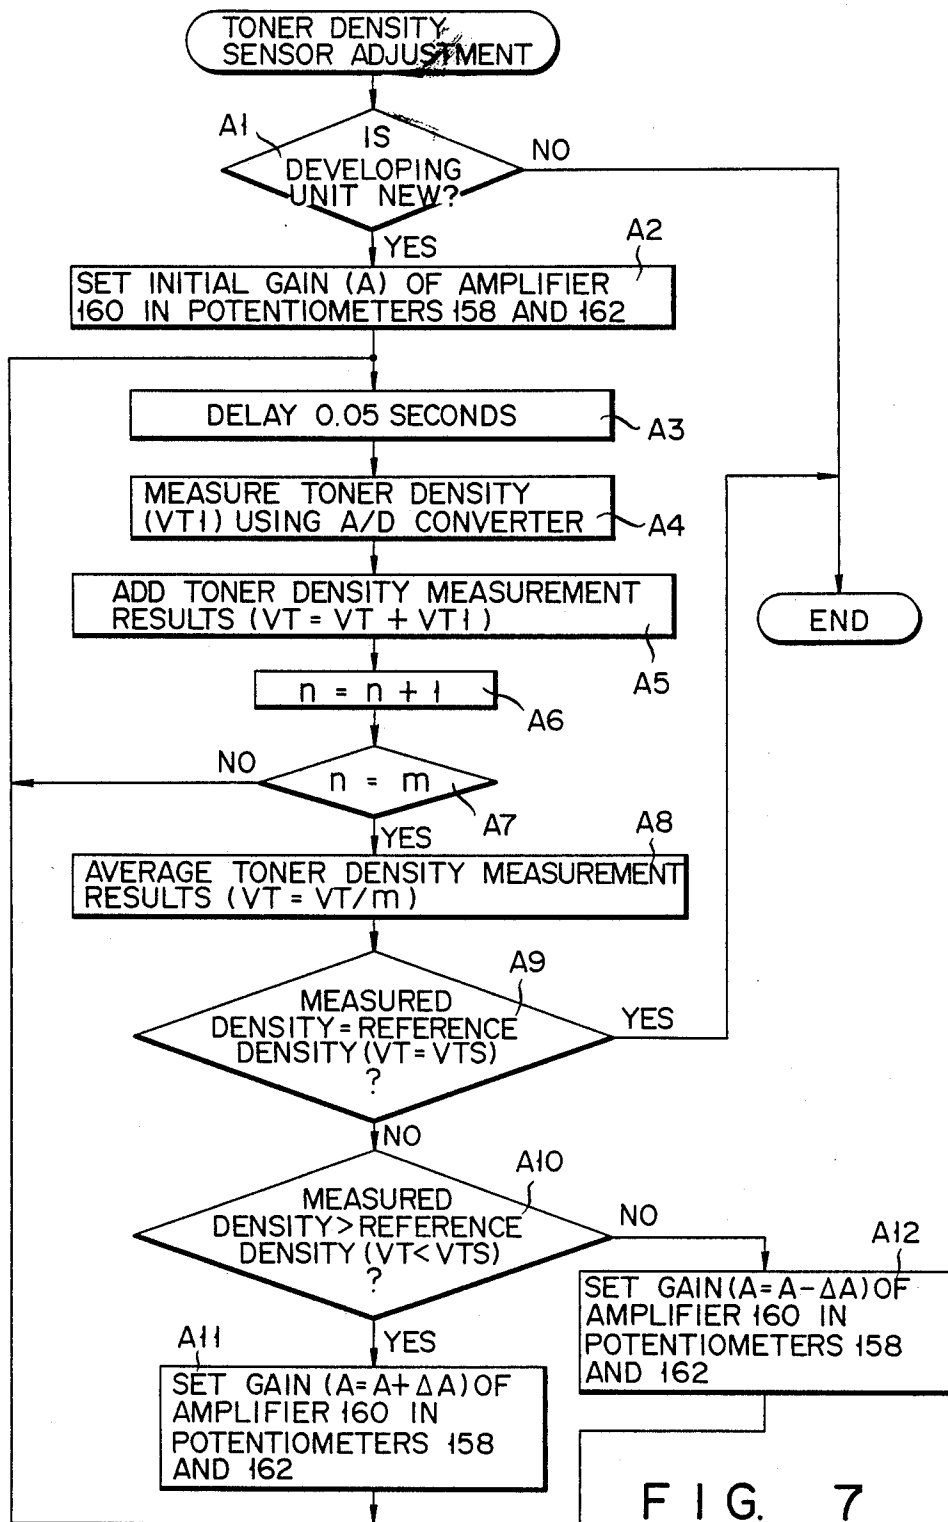 TONER DENSITY
SENSOR ADJUSTMENT
A1
IS
DEVELOPING
UNIT NEW?
NO
YES
A2
SET INITIAL GAIN (A) OF AMPLIFIER
160 IN POTENTIOMETERS 158 AND 162
DELAY 0.05 SECONDS
A3
MEASURE TONER DENSITY
(VT1) USING A/D CONVERTER
A4
ADD TONER DENSITY MEASUREMENT
RESULTS (VT = VT + VT1)
A5
END
n = n + 1
A6
NO
n = m
A7
YES
A8
AVERAGE TONER DENSITY MEASUREMENT
RESULTS (VT = VT/m)
A9
MEASURED
DENSITY = REFERENCE
DENSITY (VT = VTS)
?
YES
NO
A10
MEASURED
DENSITY > REFERENCE
DENSITY (VT < VTS)
?
NO
YES
A12
SET GAIN (A=A-ΔA) OF
AMPLIFIER 160 IN
POTENTIOMETERS 158
AND 162
A11
SET GAIN (A=A+ΔA) OF
AMPLIFIER 160 IN
POTENTIOMETERS 158
AND 162
FIG. 7